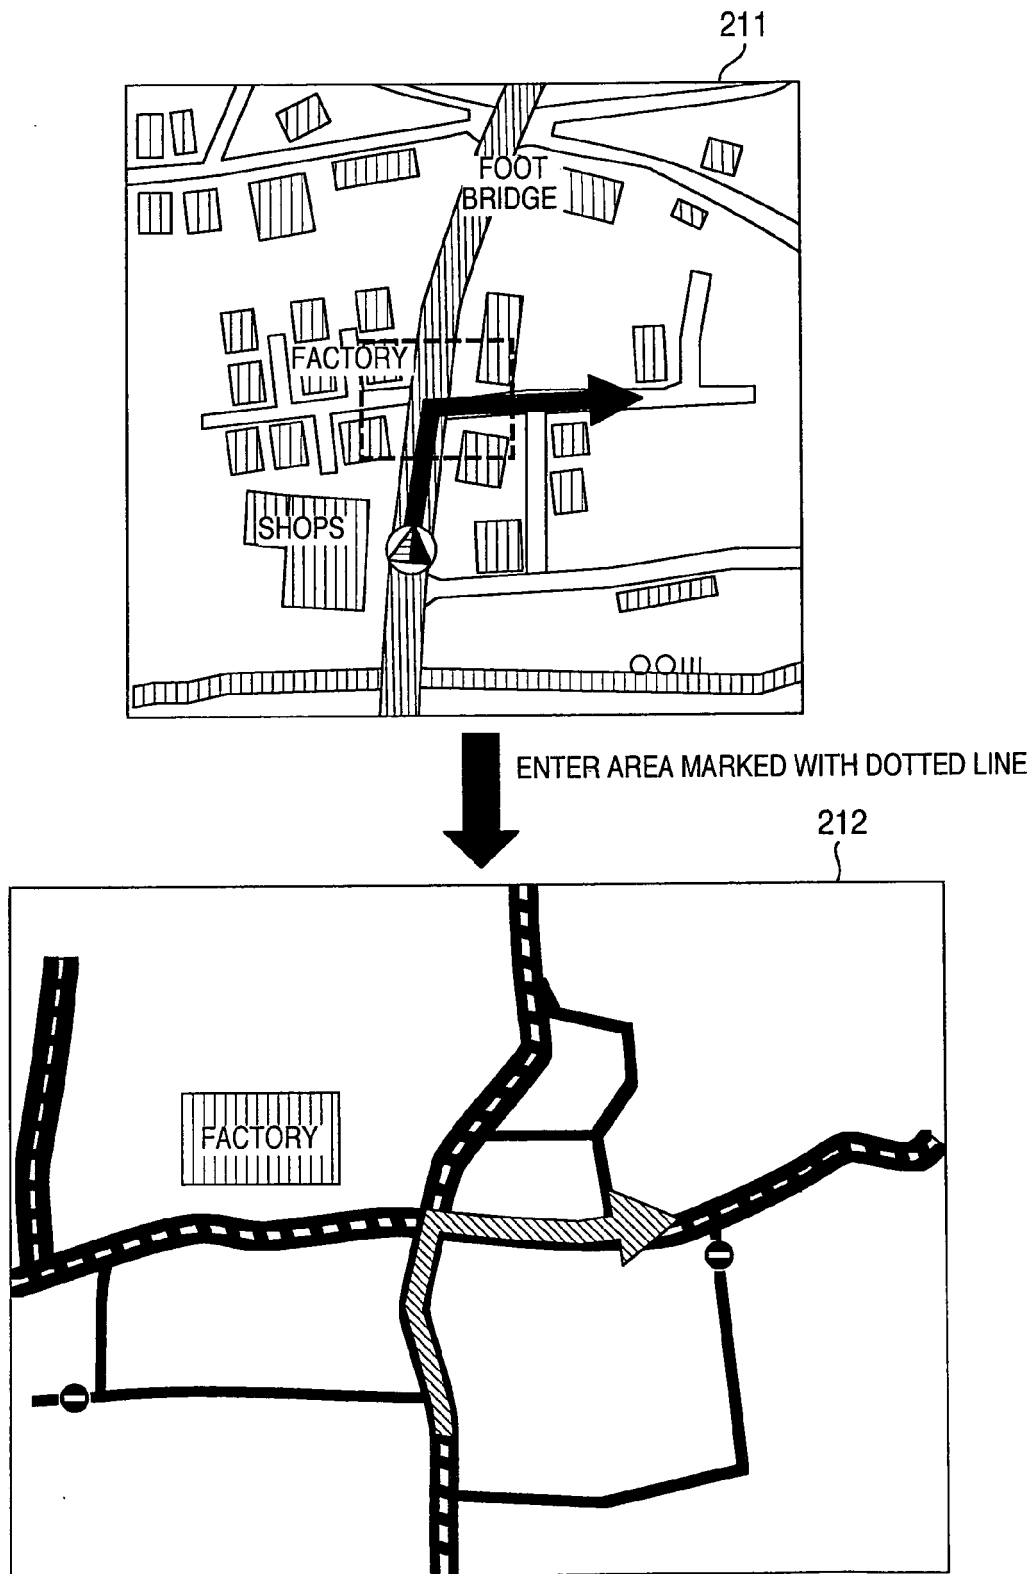 211
FOOT
BRIDGE
FACTORY
SHOPS
ENTER AREA MARKED WITH DOTTED LINE
212
FACTORY